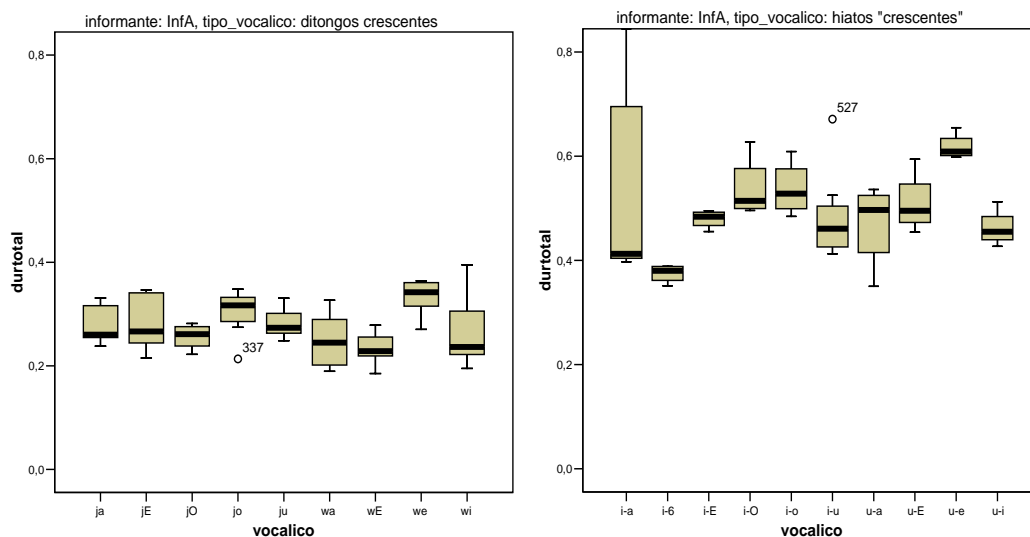 informante: InfA, tipo_vocalico: ditongos crescentes
0,8
0,6
0,4
0,2
0,0
durtotal
337
ja jE jO jo ju wa wE we wi
vocalico
informante: InfA, tipo_vocalico: hiatos "crescentes"
0,8
0,6
0,4
0,2
0,0
durtotal
527
i-a i-6 i-E i-O i-o i-u u-a u-E u-e u-i
vocalico